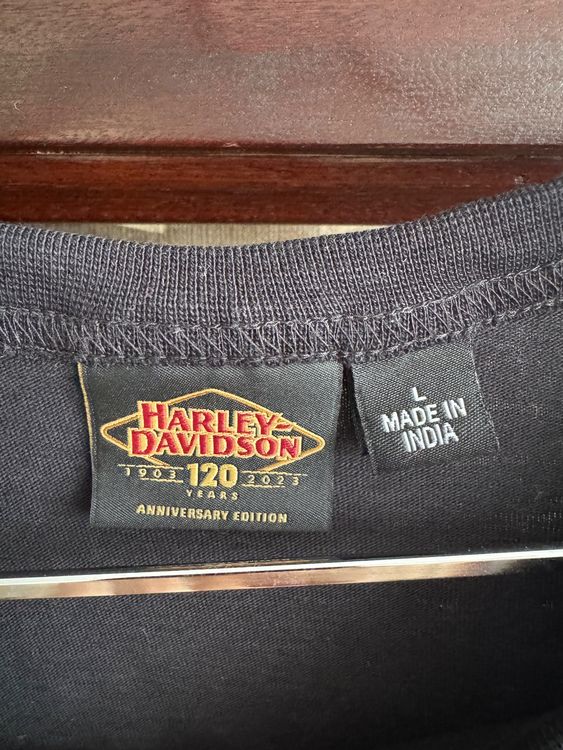 HARLEY-
DAVIDSON
1903 120 2023
YEARS
ANNIVERSARY EDITION
L
MADE IN
INDIA